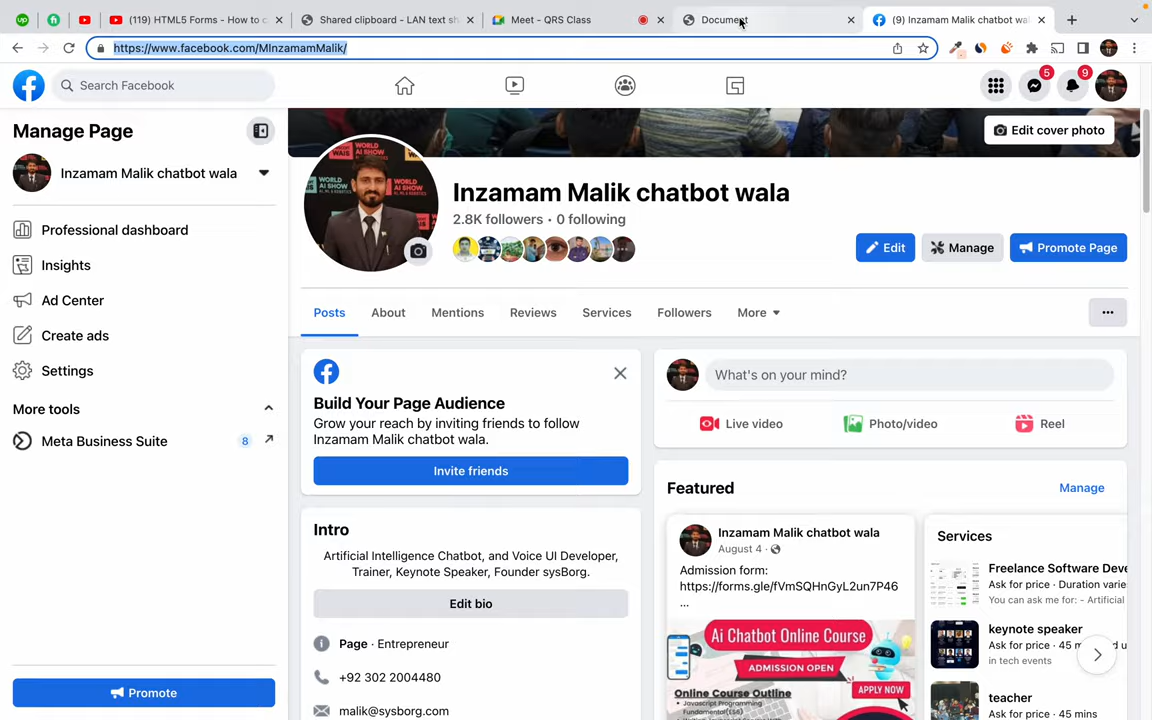 (119) HTML5 Forms - How to c
Shared clipboard - LAN text sh
Meet - QRS Class
Document
(9) Inzamam Malik chatbot wa
https://www.facebook.com/MInzamamMalik/
Search Facebook
5
9
Manage Page
Inzamam Malik chatbot wala
Professional dashboard
Insights
Ad Center
Create ads
Settings
More tools
Meta Business Suite
8
Promote
WORLD AI SHOW
Edit cover photo
Inzamam Malik chatbot wala
2.8K followers • 0 following
Edit
Manage
Promote Page
Posts
About
Mentions
Reviews
Services
Followers
More
Build Your Page Audience
Grow your reach by inviting friends to follow
Inzamam Malik chatbot wala.
Invite friends
Intro
Artificial Intelligence Chatbot, and Voice UI Developer,
Trainer, Keynote Speaker, Founder sysBorg.
Edit bio
Page · Entrepreneur
+92 302 2004480
malik@sysborg.com
What's on your mind?
Live video
Photo/video
Reel
Featured
Manage
Inzamam Malik chatbot wala
August 4
Admission form:
https://forms.gle/fVmSQHnGyL2un7P46
...
Ai Chatbot Online Course
ADMISSION OPEN
APPLY NOW
Online Course Outline
Javascript Programming
Services
Freelance Software Deve
Ask for price · Duration varie
You can ask me for: - Artificial
keynote speaker
Ask for price · 45 m
d u
in tech events
teacher
Ask for price · 45 mins